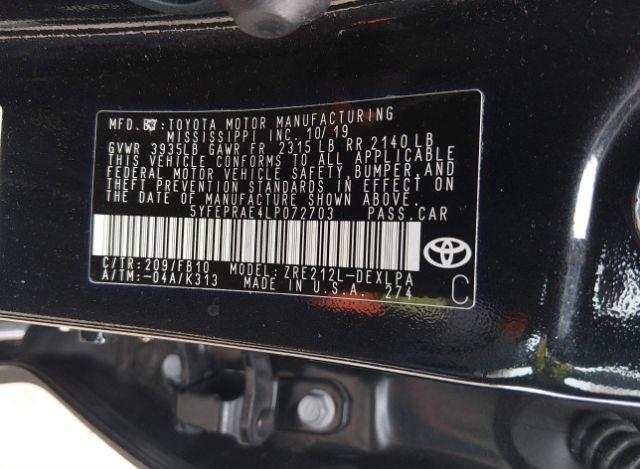 MFD. BY: TOYOTA MOTOR MANUFACTURING
MISSISSIPPI INC. 10/19
GVWR 3935LB GAWR FR 2315 LB RR 2140 LB
THIS VEHICLE CONFORMS TO ALL APPLICABLE
FEDERAL MOTOR VEHICLE SAFETY, BUMPER, AND
THEFT PREVENTION STANDARDS IN EFFECT ON
THE DATE OF MANUFACTURE SHOWN ABOVE.
5YFEPRAE4LP072703 PASS. CAR
C/TR: 209/FB10 MODEL: ZRE212L-DEXLPA
A/TM: -04A/K313 MADE IN U.S.A. 274 C